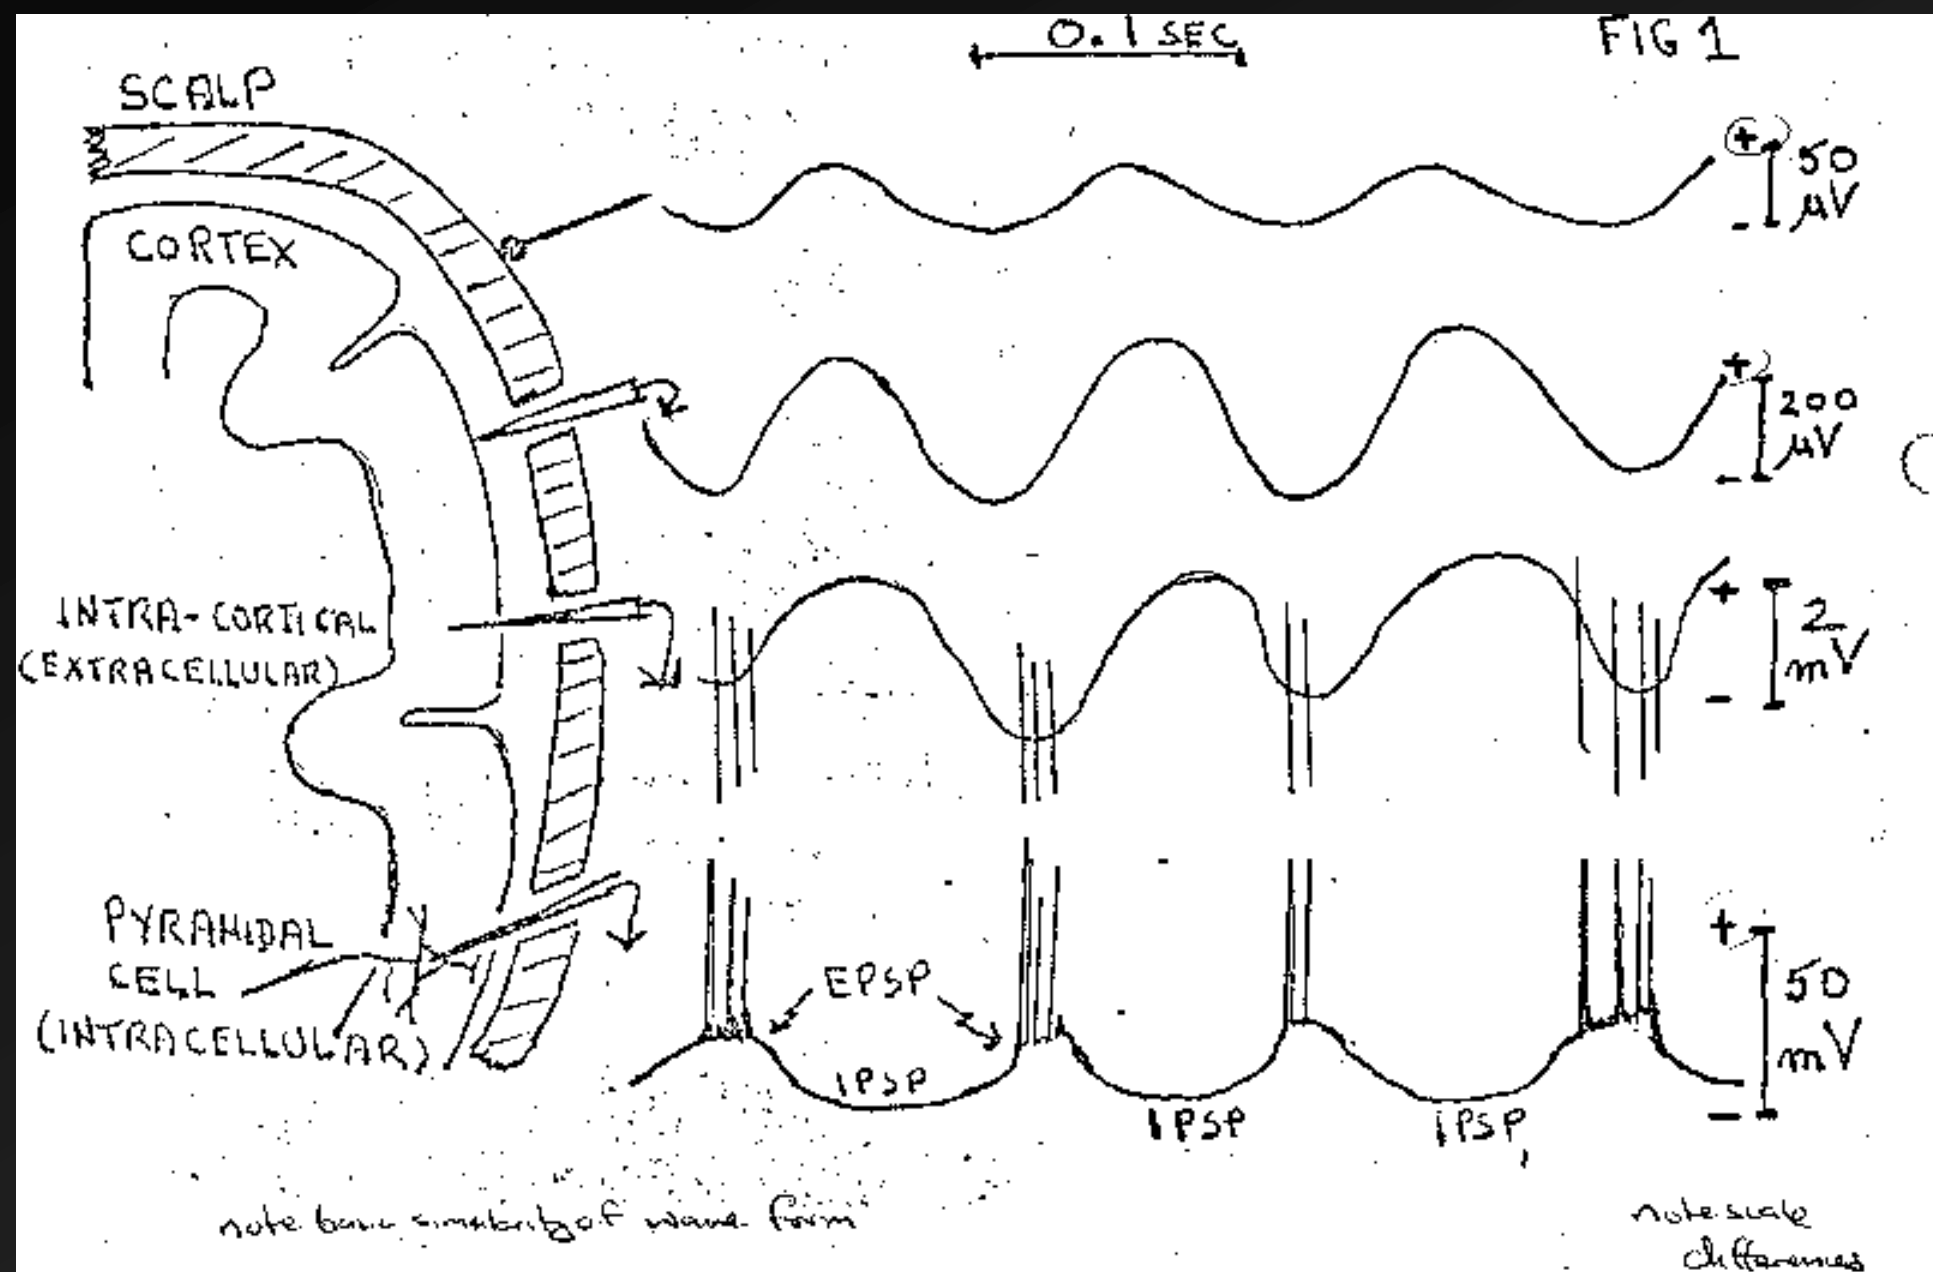 0.1 SEC
FIG 1
SCALP
+
50
μV
-
CORTEX
+
200
μV
-
INTRA-CORTICAL
(EXTRACELLULAR)
+
2
mV
-
PYRAMIDAL
CELL
(INTRACELLULAR)
EPSP
IPSP
IPSP
IPSP
+
50
mV
-
note basic similarity of wave form
note scale
differences